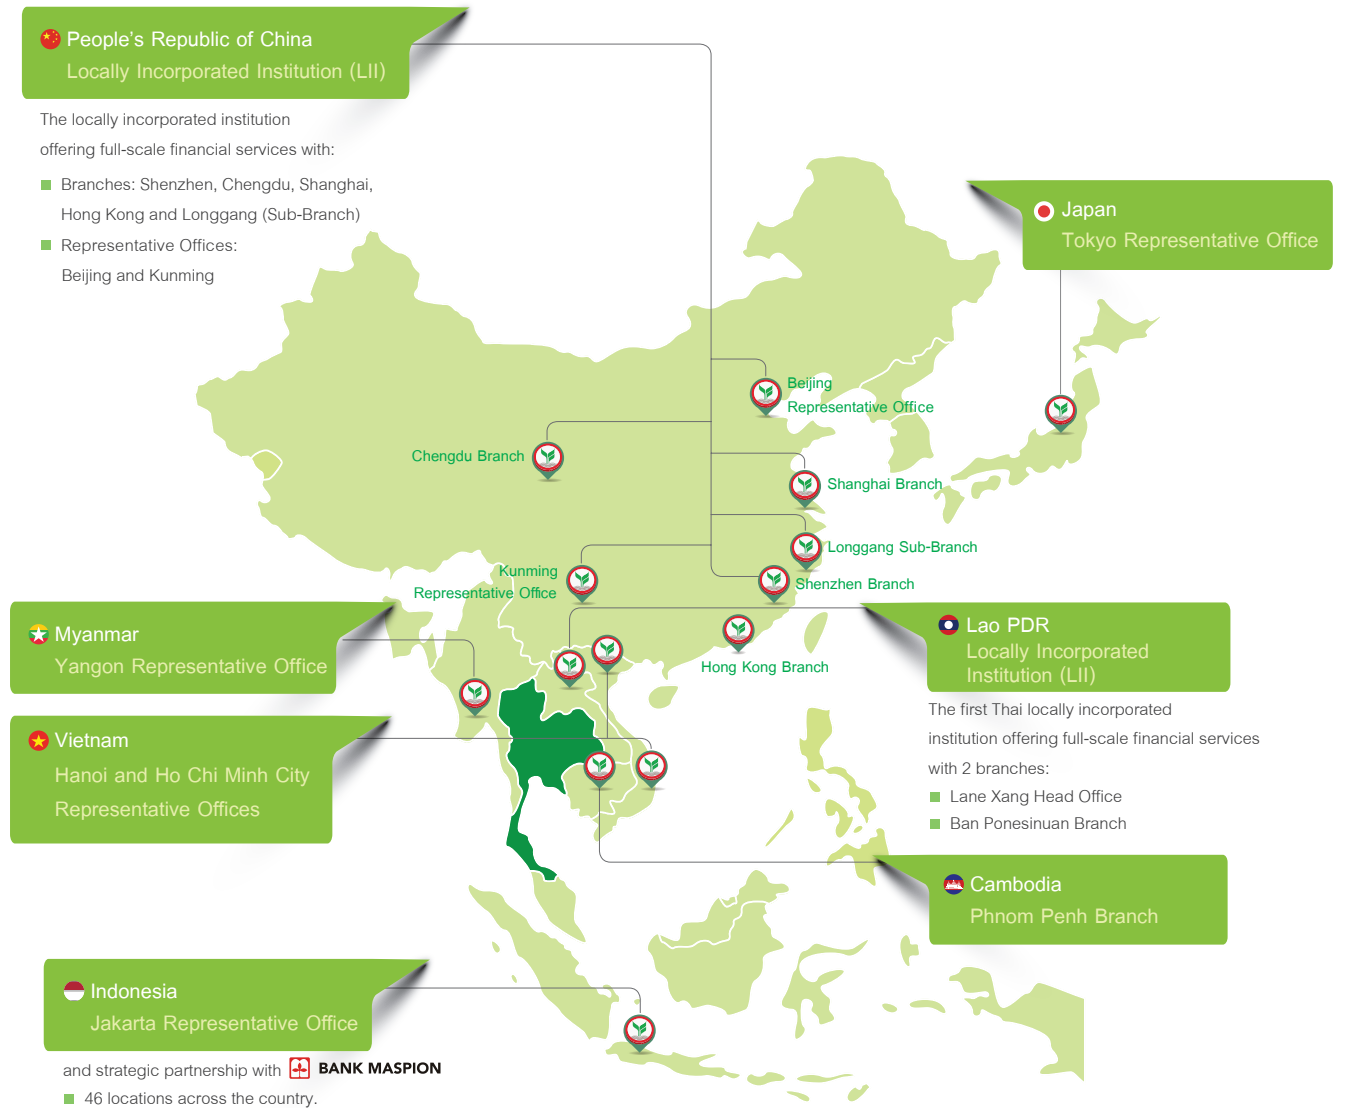 People's Republic of China
Locally Incorporated Institution (LII)
The locally incorporated institution
offering full-scale financial services with:
Branches: Shenzhen, Chengdu, Shanghai,
Hong Kong and Longgang (Sub-Branch)
Representative Offices:
Beijing and Kunming
Japan
Tokyo Representative Office
Beijing
Representative Office
Chengdu Branch
Shanghai Branch
Longgang Sub-Branch
Kunming
Representative Office
Shenzhen Branch
Hong Kong Branch
Myanmar
Yangon Representative Office
Lao PDR
Locally Incorporated
Institution (LII)
The first Thai locally incorporated
institution offering full-scale financial services
with 2 branches:
Lane Xang Head Office
Ban Ponesinuan Branch
Vietnam
Hanoi and Ho Chi Minh City
Representative Offices
Cambodia
Phnom Penh Branch
Indonesia
Jakarta Representative Office
and strategic partnership with BANK MASPION
46 locations across the country.